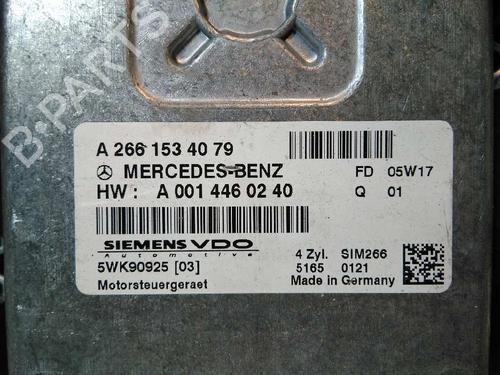 B-PARTS
A 266 153 40 79
MERCEDES-BENZ
FD 05W17
HW : A 001 446 02 40
Q 01
SIEMENS VDO
Automotive
4 Zyl. SIM266
5WK90925 [03]
5165 0121
Motorsteuergeraet
Made in Germany